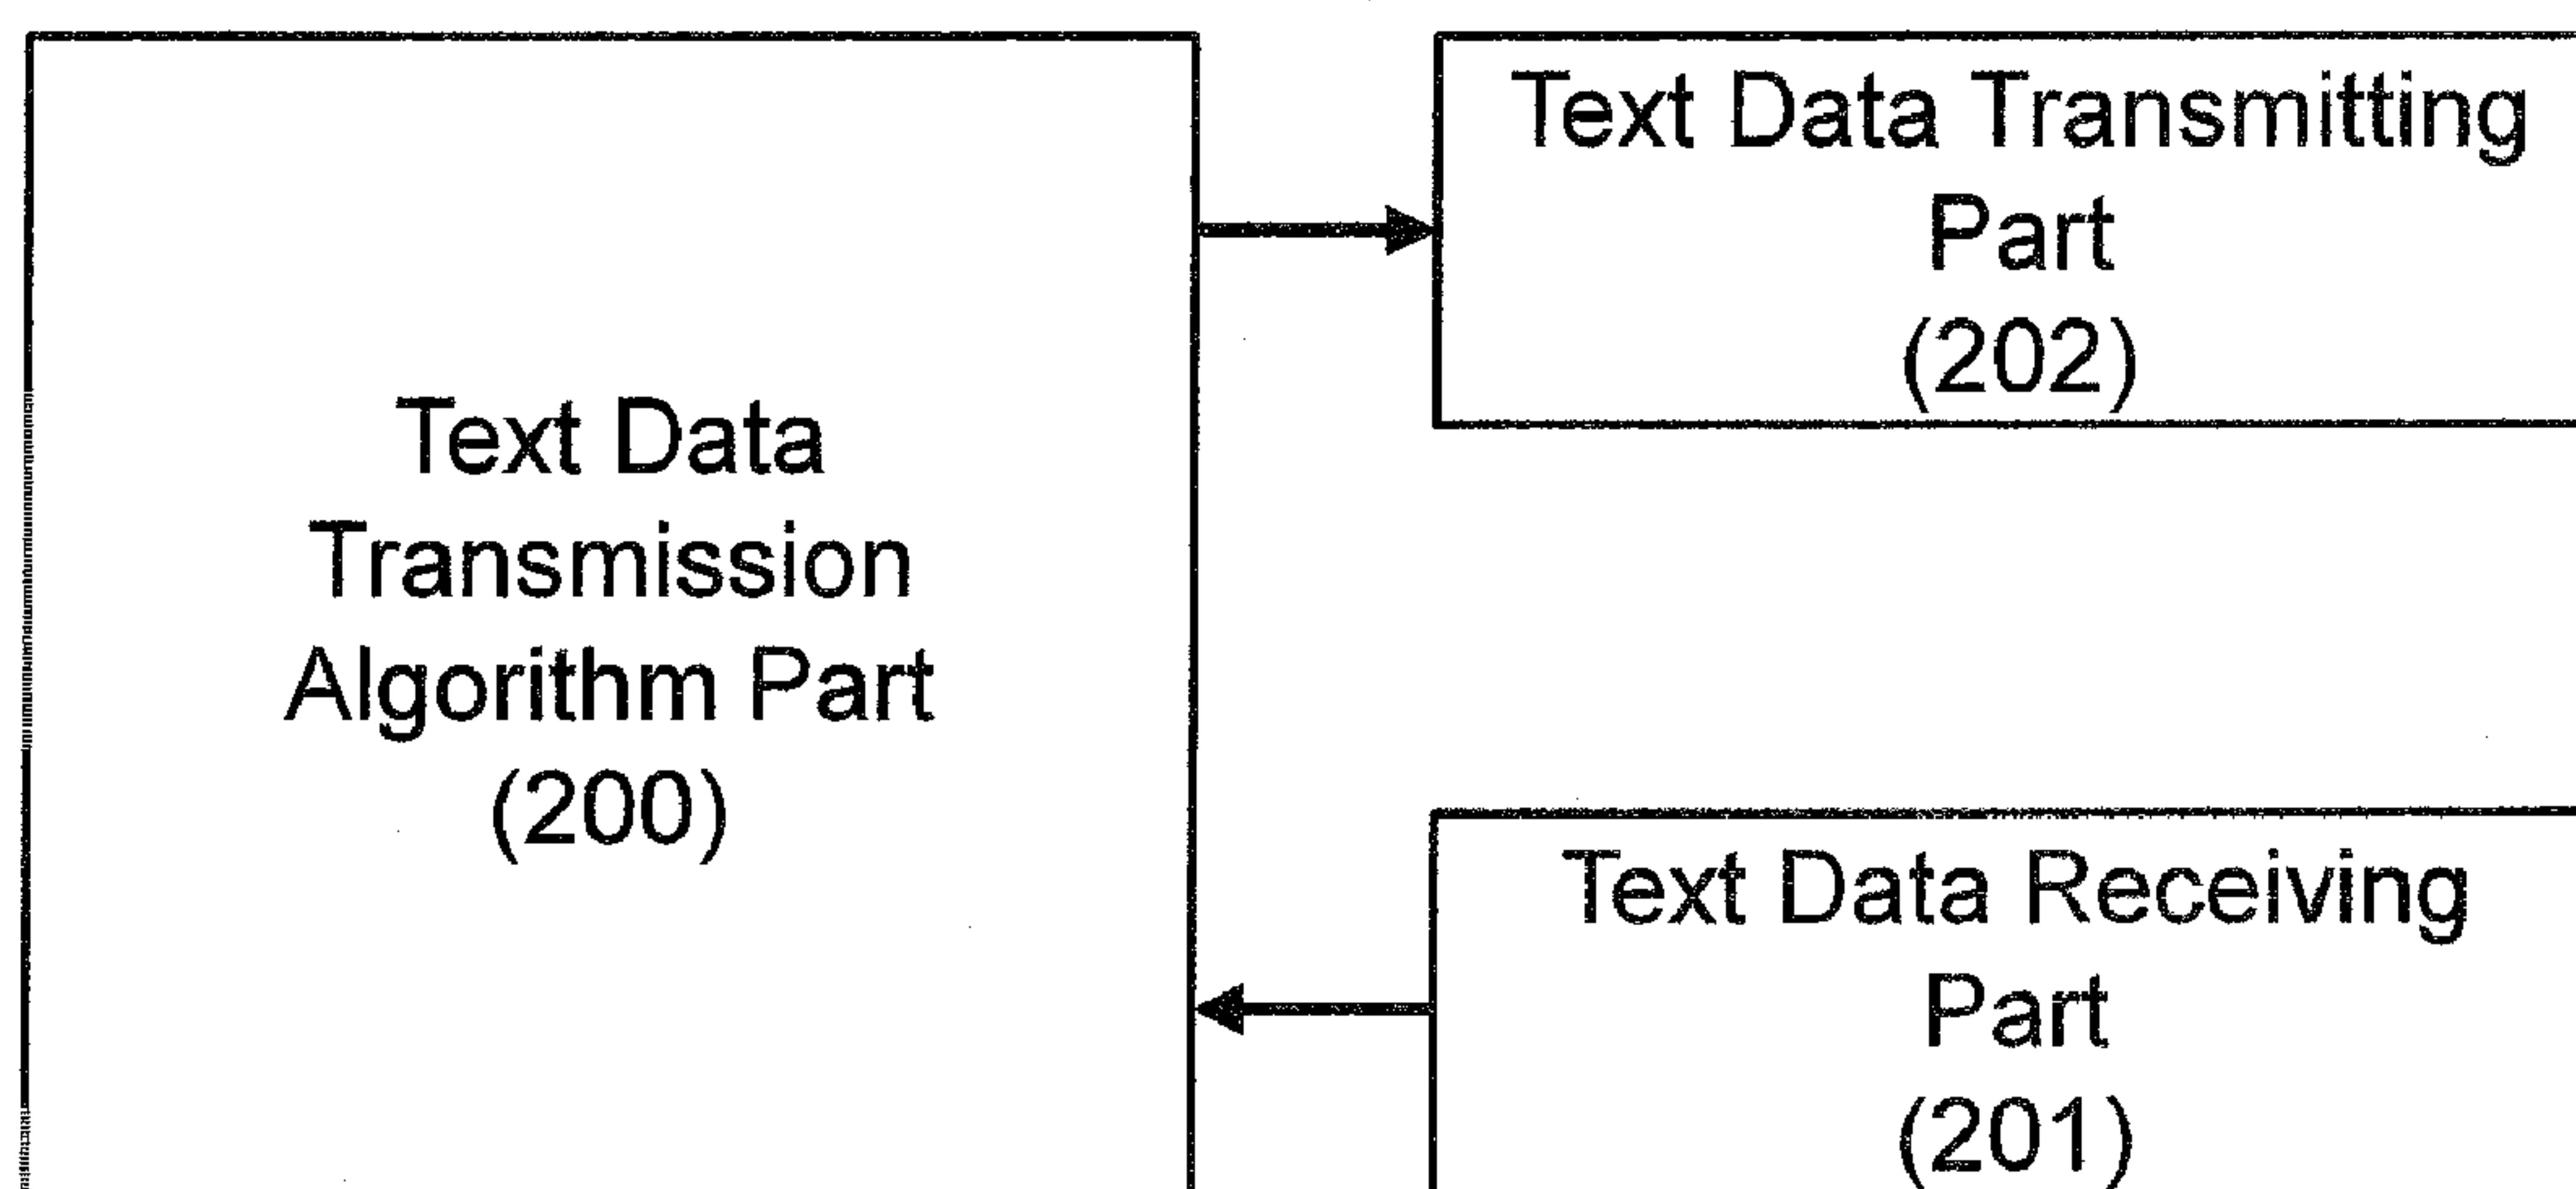 Text Data
Transmission
Algorithm Part
(200)
Text Data Transmitting
Part
(202)
Text Data Receiving
Part
(201)